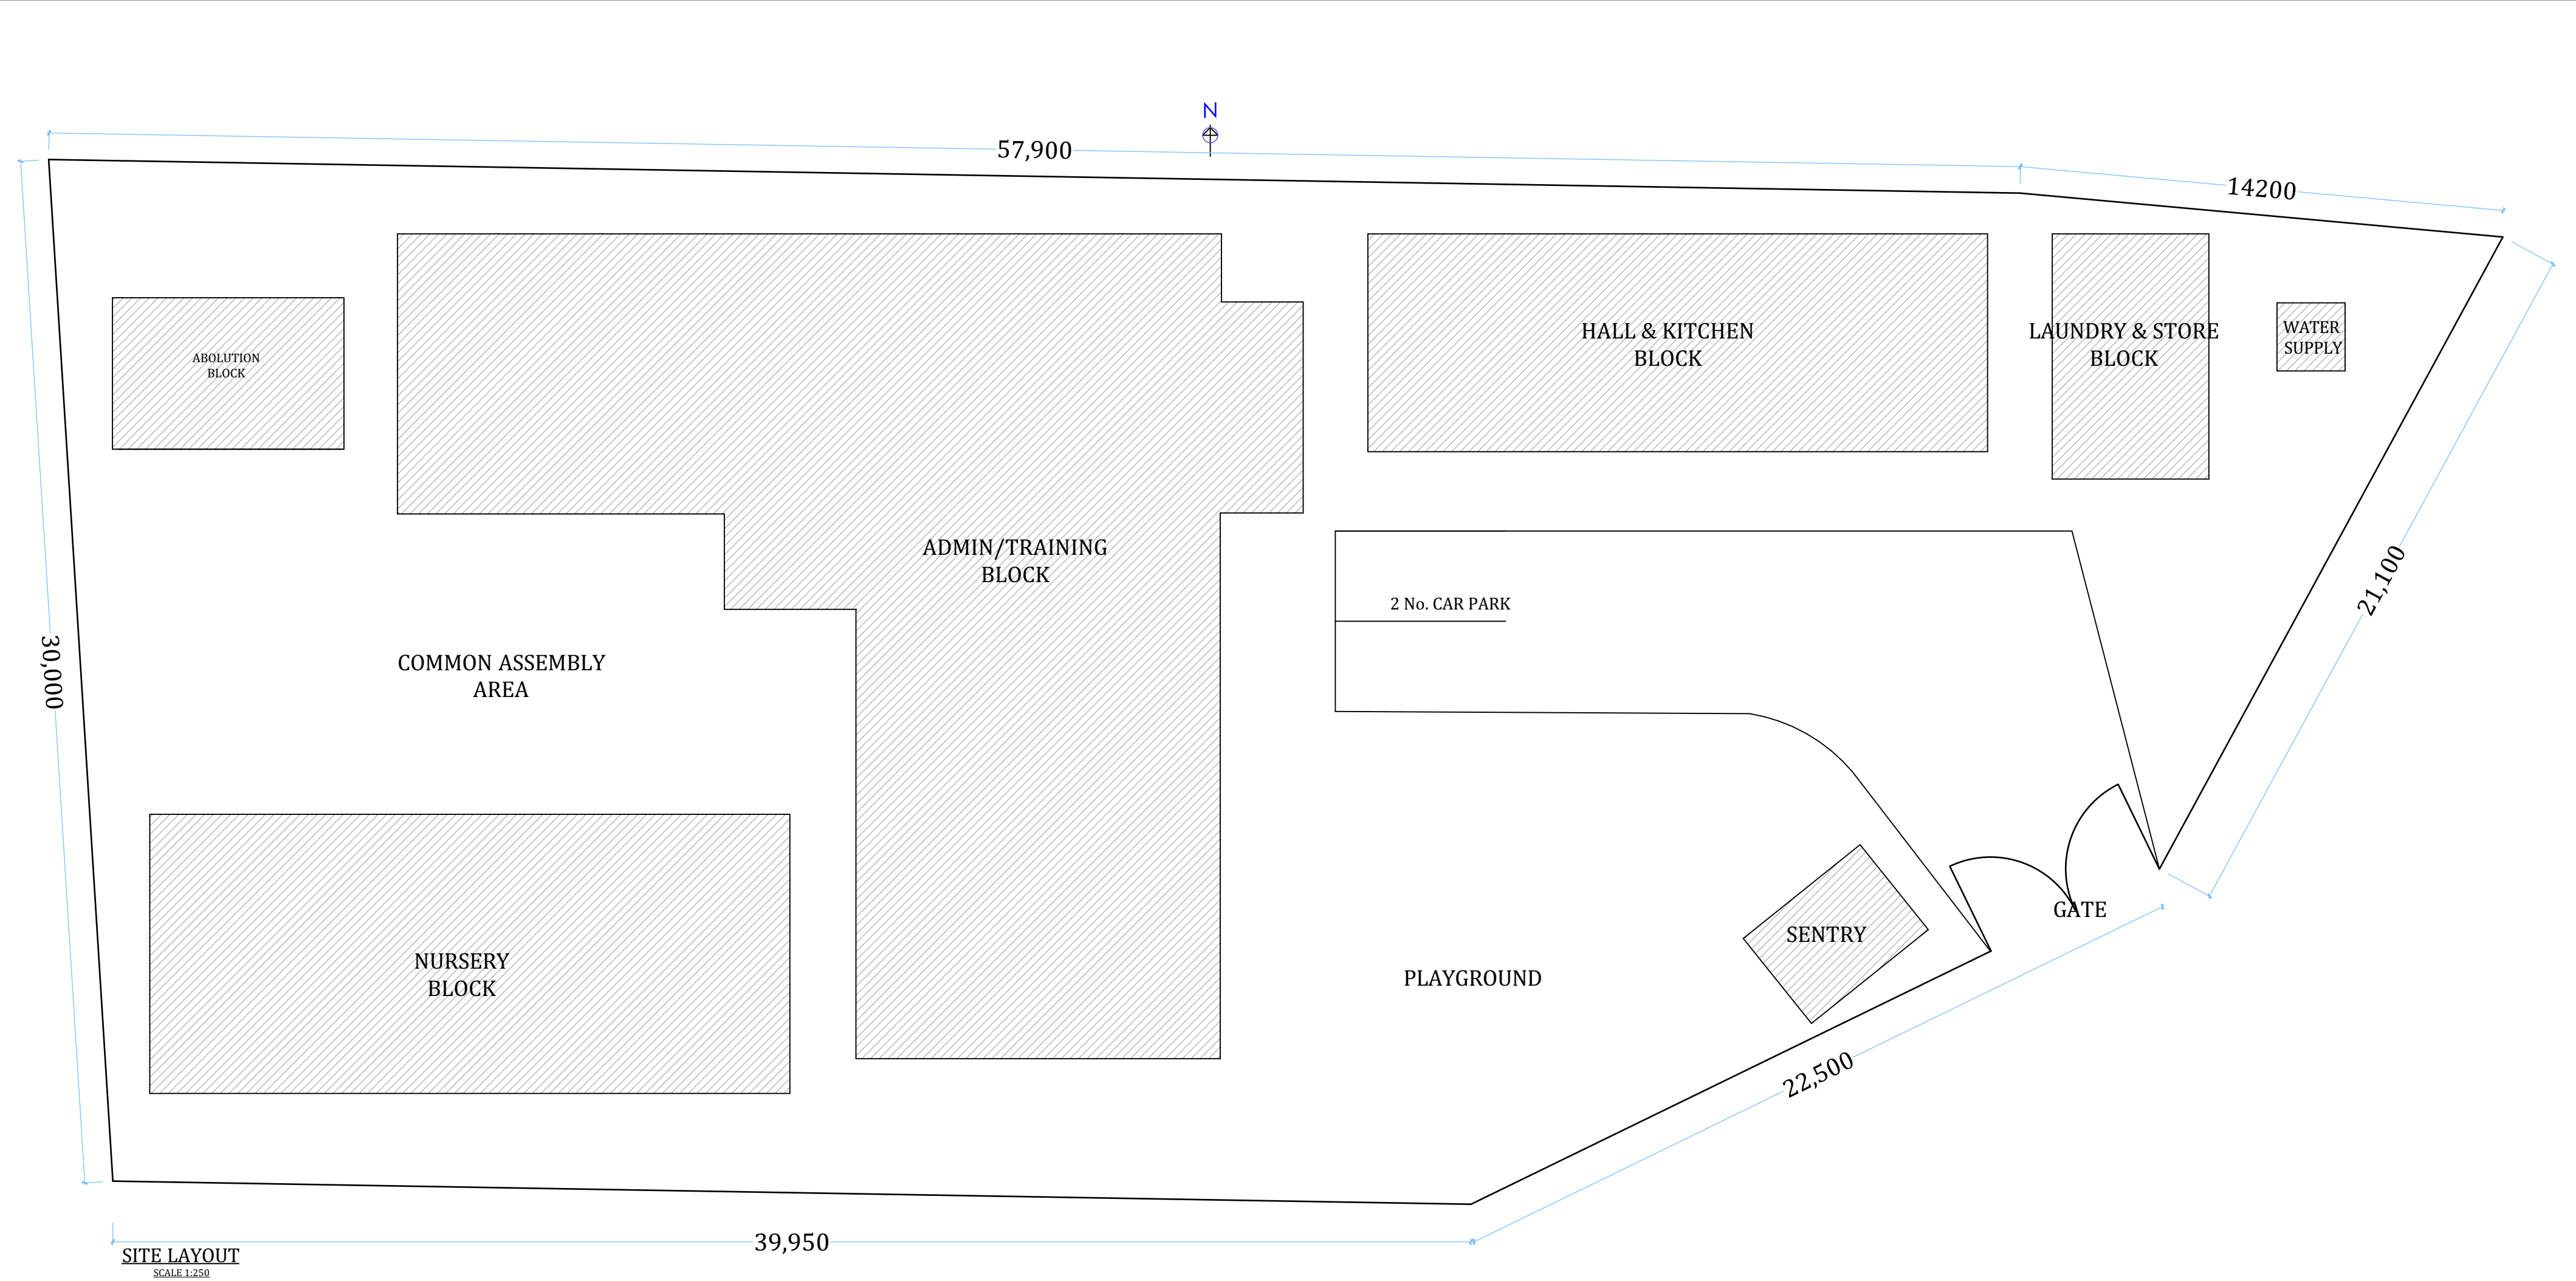 N
57,900
14200
HALL & KITCHEN
BLOCK
LAUNDRY & STORE
BLOCK
WATER
SUPPLY
ABOLUTION
BLOCK
ADMIN/TRAINING
BLOCK
21,100
2 No. CAR PARK
COMMON ASSEMBLY
AREA
30,000
GATE
SENTRY
NURSERY
BLOCK
PLAYGROUND
22,500
39,950
SITE LAYOUT
SCALE 1:250